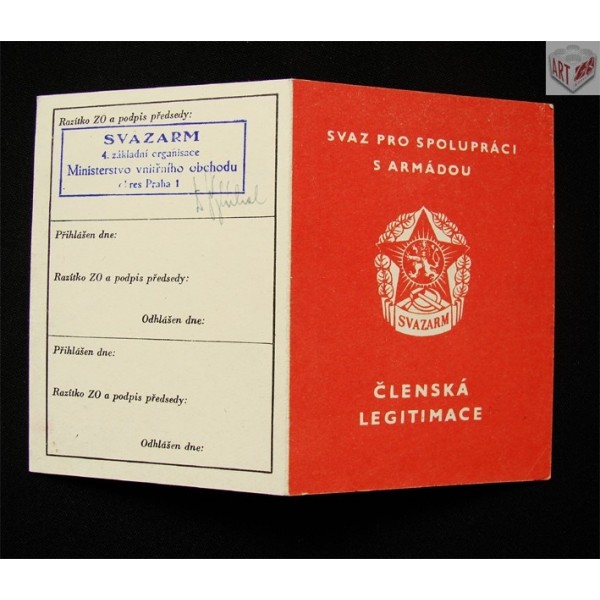 Razítko ZO a podpis předsedy:
SVAZARM
4. základní organisace
Ministerstvo vnitřního obchodu
okres Praha 1
Přihlášen dne:
Razítko ZO a podpis předsedy:
Odhlášen dne:
Přihlášen dne:
Razítko ZO a podpis předsedy:
Odhlášen dne:
SVAZ PRO SPOLUPRÁCI
S ARMÁDOU
SVAZARM
ČLENSKÁ
LEGITIMACE
ART